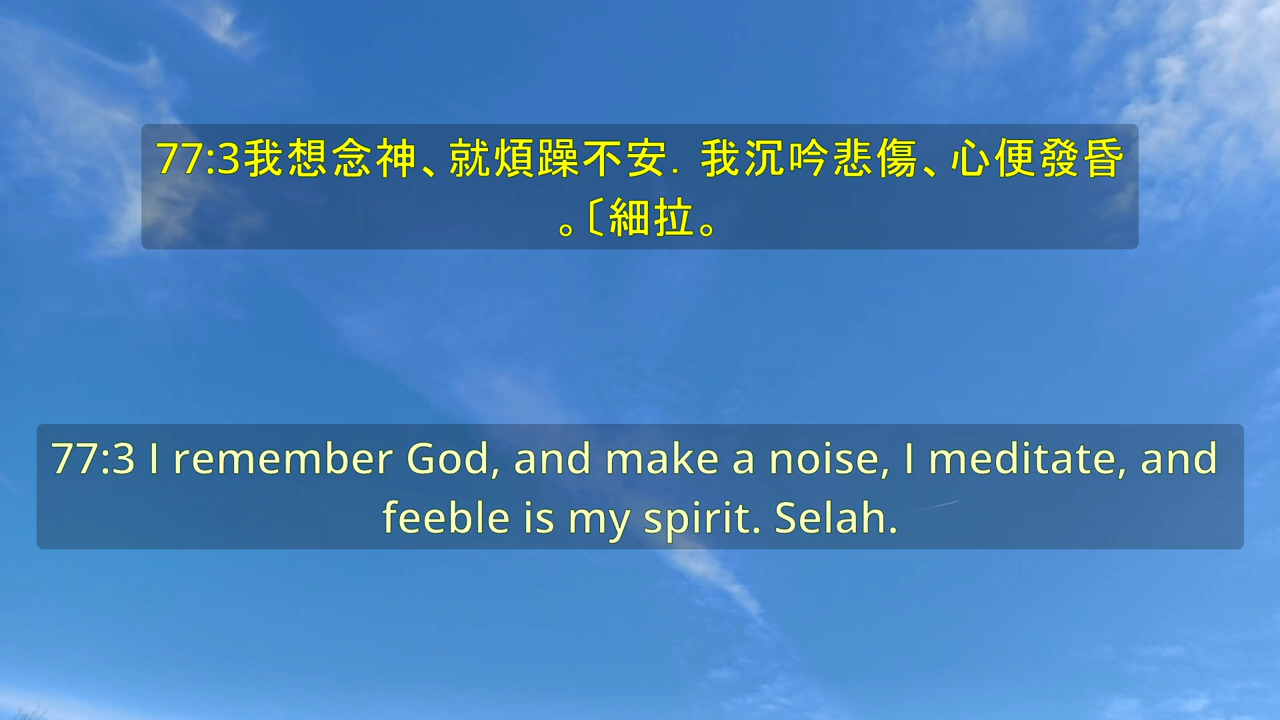 77:3我想念神、就煩躁不安．我沉吟悲傷、心便發昏
。〔細拉。
77:3 I remember God, and make a noise, I meditate, and
feeble is my spirit. Selah.